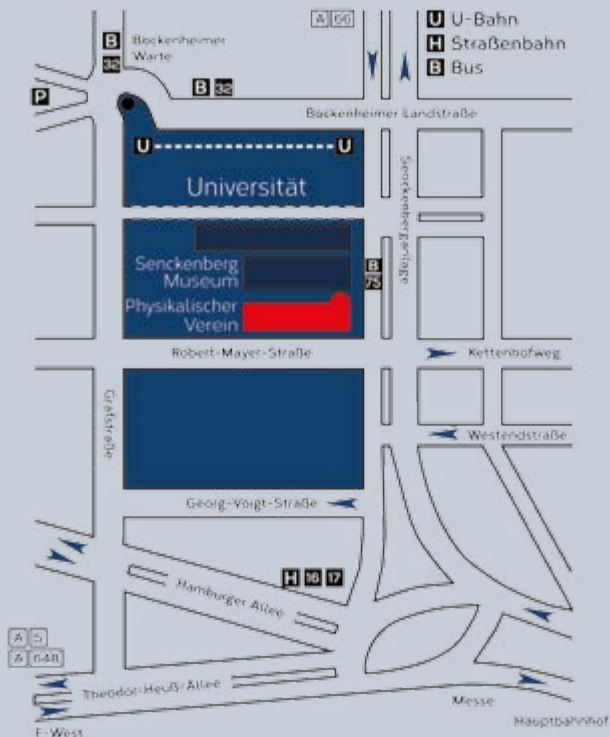 A 66
U U-Bahn
H Straßenbahn
B Bus
B
32
Bockenheimer
Warte
P
B 32
Bockenheimer Landstraße
U U
Universität
Senckenberganlage
Senckenberg
Museum
B
75
Physikalischer
Verein
Robert-Mayer-Straße
Kettenhofweg
Gräfstraße
Westendstraße
Georg-Voigt-Straße
H 16 17
Hamburger Allee
A 5
A 648
Theodor-Heuß-Allee
Messe
Hauptbahnhof
F-West